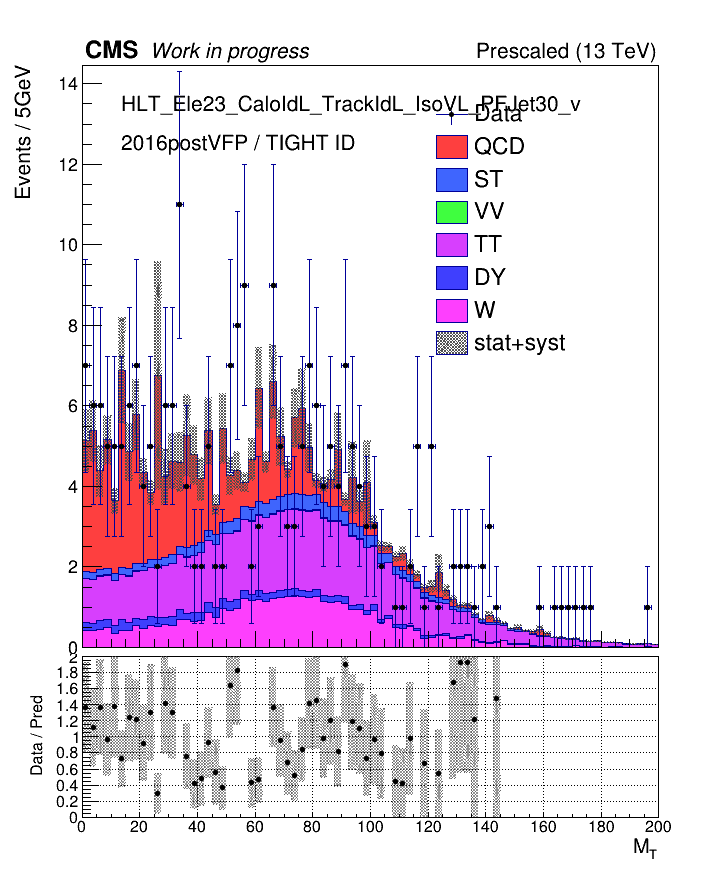 CMS Work in progress Prescaled (13 TeV)
Events / 5GeV
14
12
10
8
6
4
2
0
HLT_Ele23_CaloIdL_TrackIdL_IsoVL_PFJet30_v
2016postVFP / TIGHT ID
Data
QCD
ST
VV
TT
DY
W
stat+syst
Data / Pred
2
1.8
1.6
1.4
1.2
1
0.8
0.6
0.4
0.2
0
0 20 40 60 80 100 120 140 160 180 200
M_T